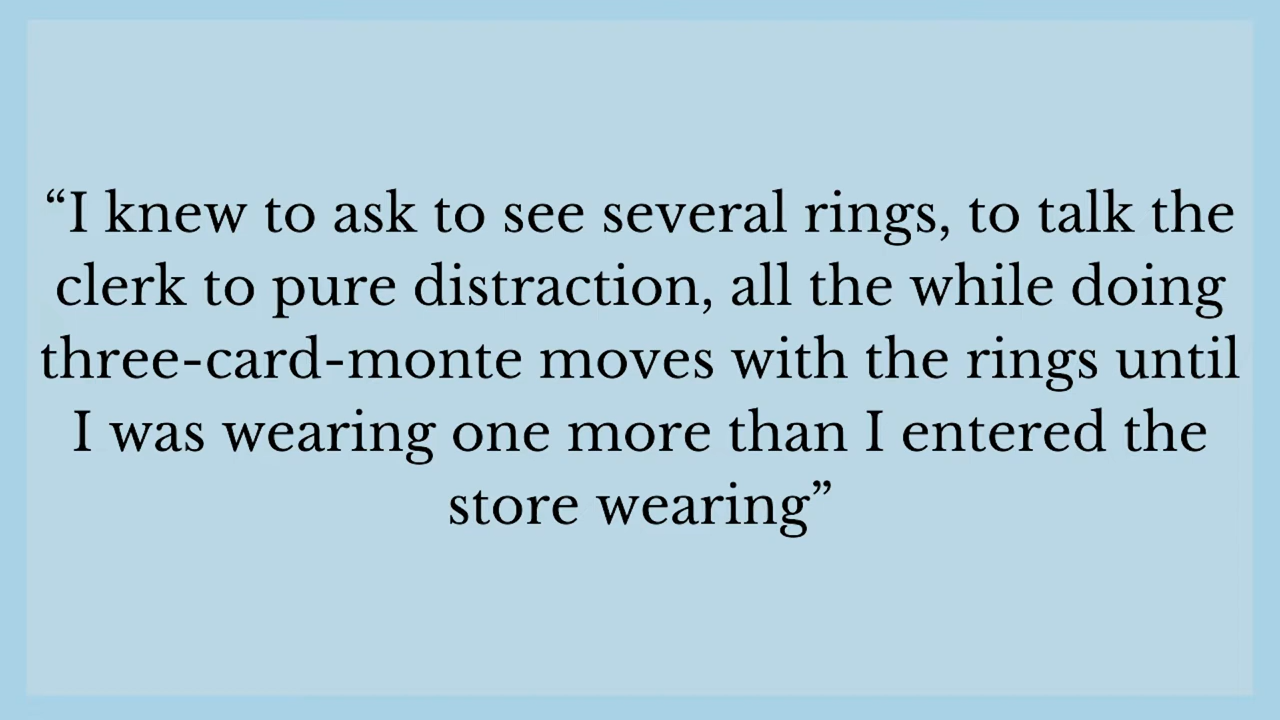 “I knew to ask to see several rings, to talk the
clerk to pure distraction, all the while doing
three-card-monte moves with the rings until
I was wearing one more than I entered the
store wearing”